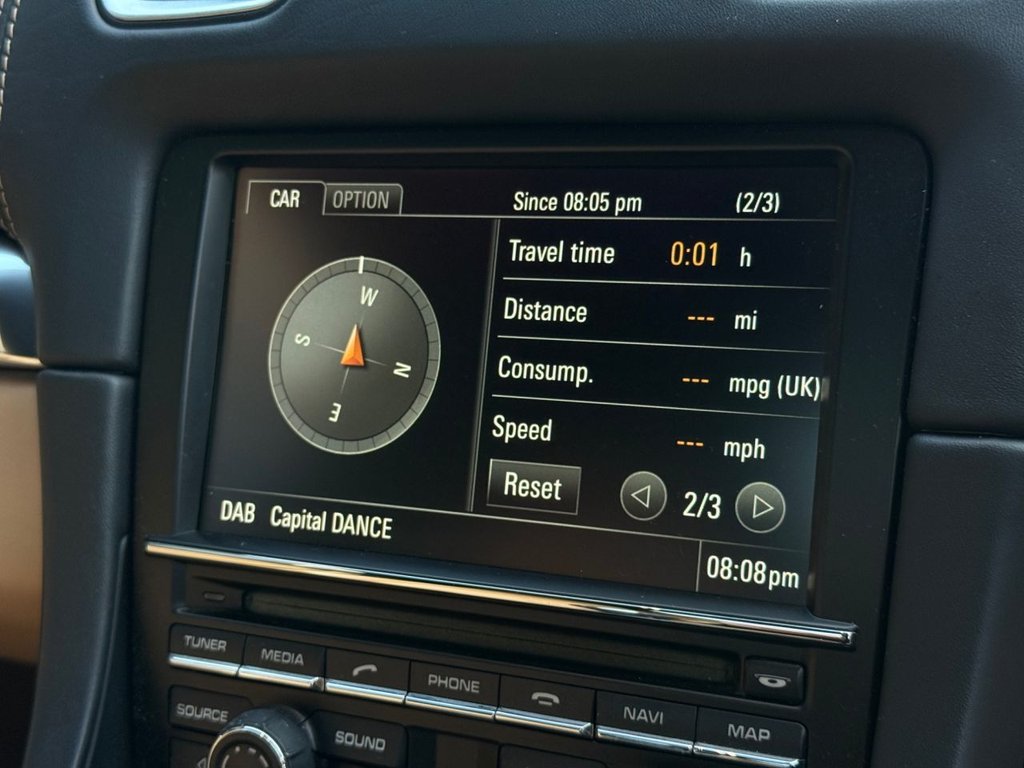 CAR OPTION Since 08:05 pm (2/3)
Travel time 0:01 h
Distance --- mi
Consump. --- mpg (UK)
Speed --- mph
W
S
N
E
Reset 2/3
DAB Capital DANCE
08:08pm
TUNER MEDIA PHONE NAVI MAP
SOURCE SOUND